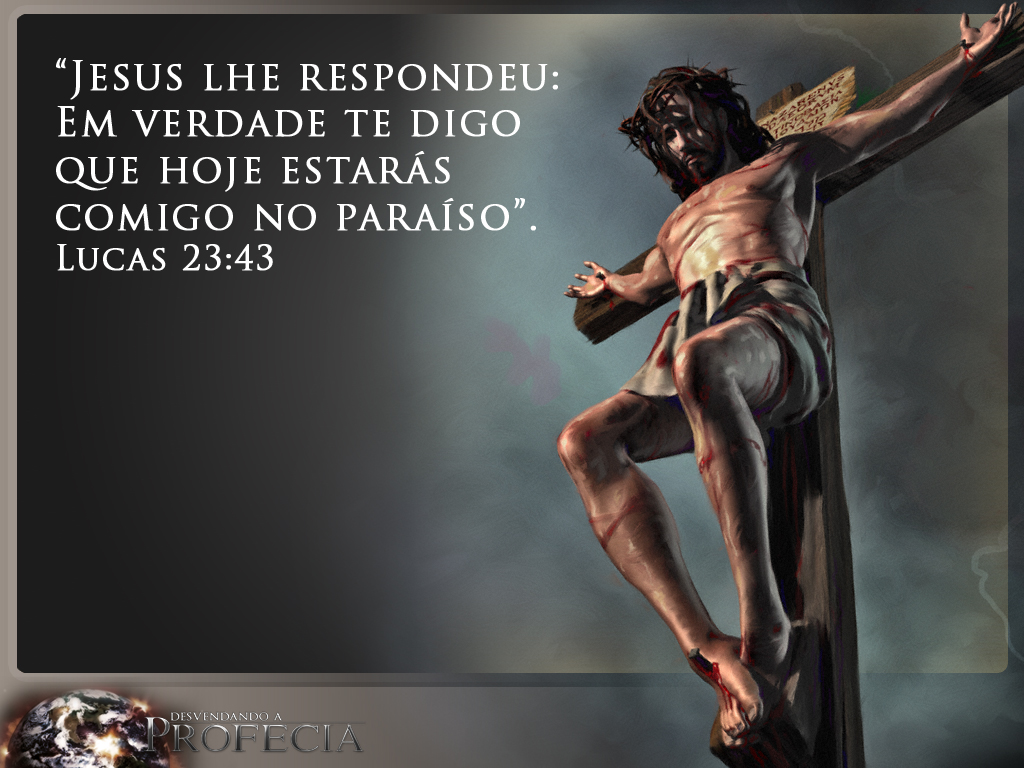 “Jesus lhe respondeu:
Em verdade te digo
que hoje estarás
comigo no paraíso”.
Lucas 23:43
Desvendando a
Profecia